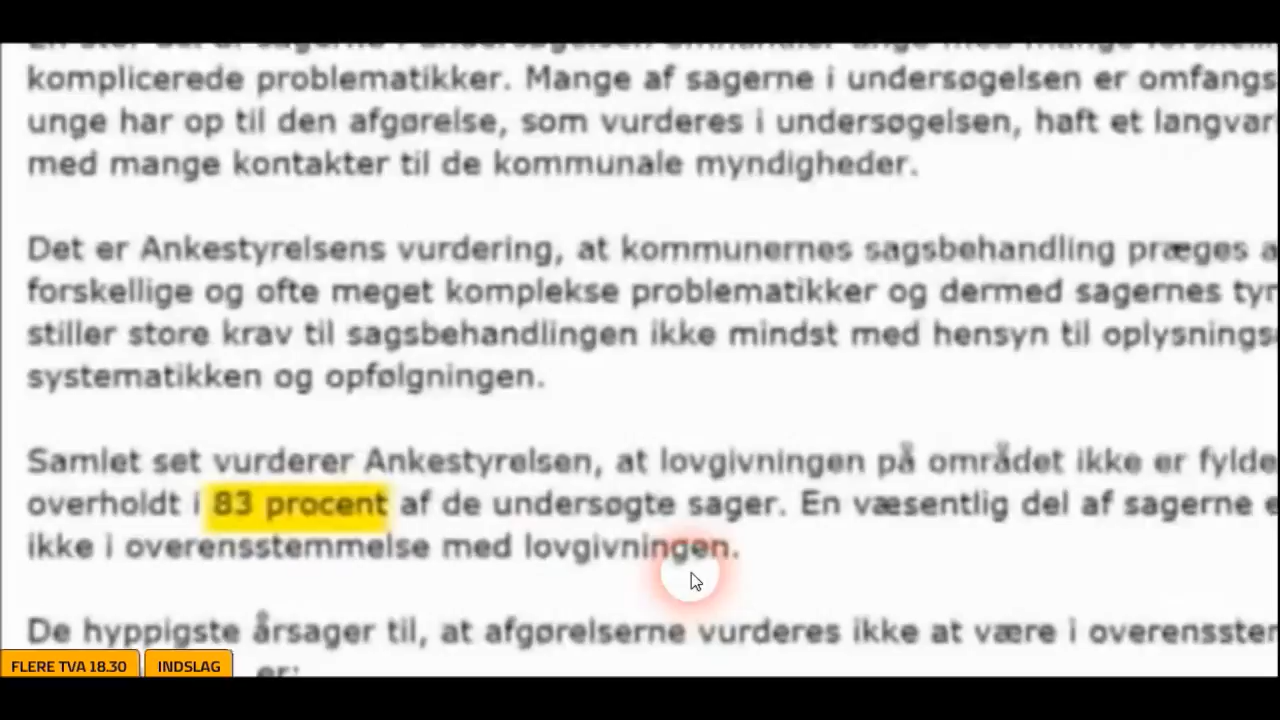 komplicerede problematikker. Mange af sagerne i undersøgelsen er omfangs
unge har op til den afgørelse, som vurderes i undersøgelsen, haft et langvar
med mange kontakter til de kommunale myndigheder.
Det er Ankestyrelsens vurdering, at kommunernes sagsbehandling præges a
forskellige og ofte meget komplekse problematikker og dermed sagernes tyn
stiller store krav til sagsbehandlingen ikke mindst med hensyn til oplysnings
systematikken og opfølgningen.
Samlet set vurderer Ankestyrelsen, at lovgivningen på området ikke er fylde
overholdt i 83 procent af de undersøgte sager. En væsentlig del af sagerne e
ikke i overensstemmelse med lovgivningen.
De hyppigste årsager til, at afgørelserne vurderes ikke at være i overensster
er:
FLERE TVA 18.30 INDSLAG